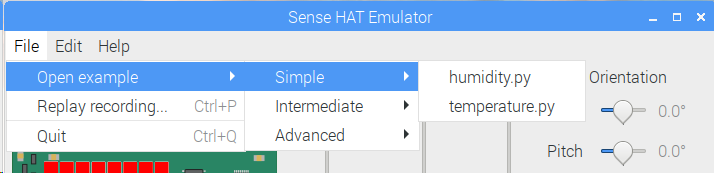 Sense HAT Emulator
File Edit Help
Open example Simple humidity.py Orientation
Replay recording... Ctrl+P Intermediate temperature.py 0.0°
Quit Ctrl+Q Advanced Pitch 0.0°